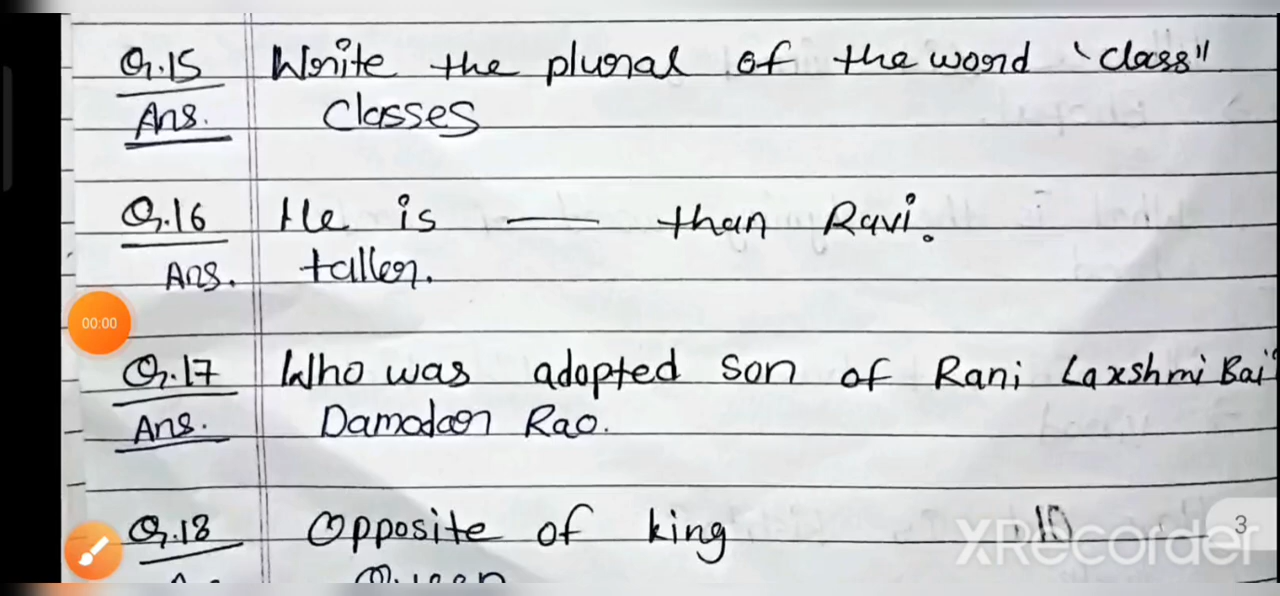 Q.15 Write the plural of the word "class"
Ans. Classes
Q.16 He is —— than Ravi.
Ans. taller.
Q.17 Who was adopted son of Rani Laxshmi Bai?
Ans. Damodar Rao.
Q.18 Opposite of king
Queen
00:00
3
XRecorder